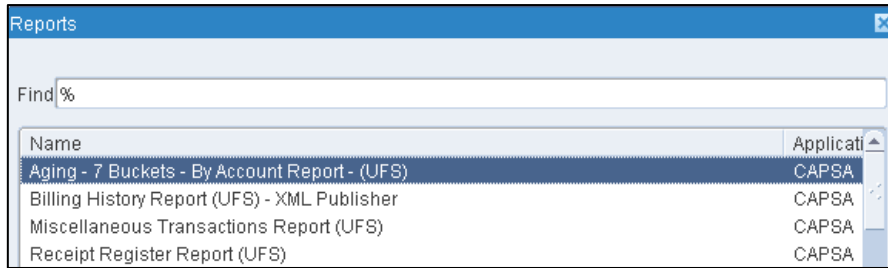 Reports
Find %
Name Applicati
Aging - 7 Buckets - By Account Report - (UFS) CAPSA
Billing History Report (UFS) - XML Publisher CAPSA
Miscellaneous Transactions Report (UFS) CAPSA
Receipt Register Report (UFS) CAPSA